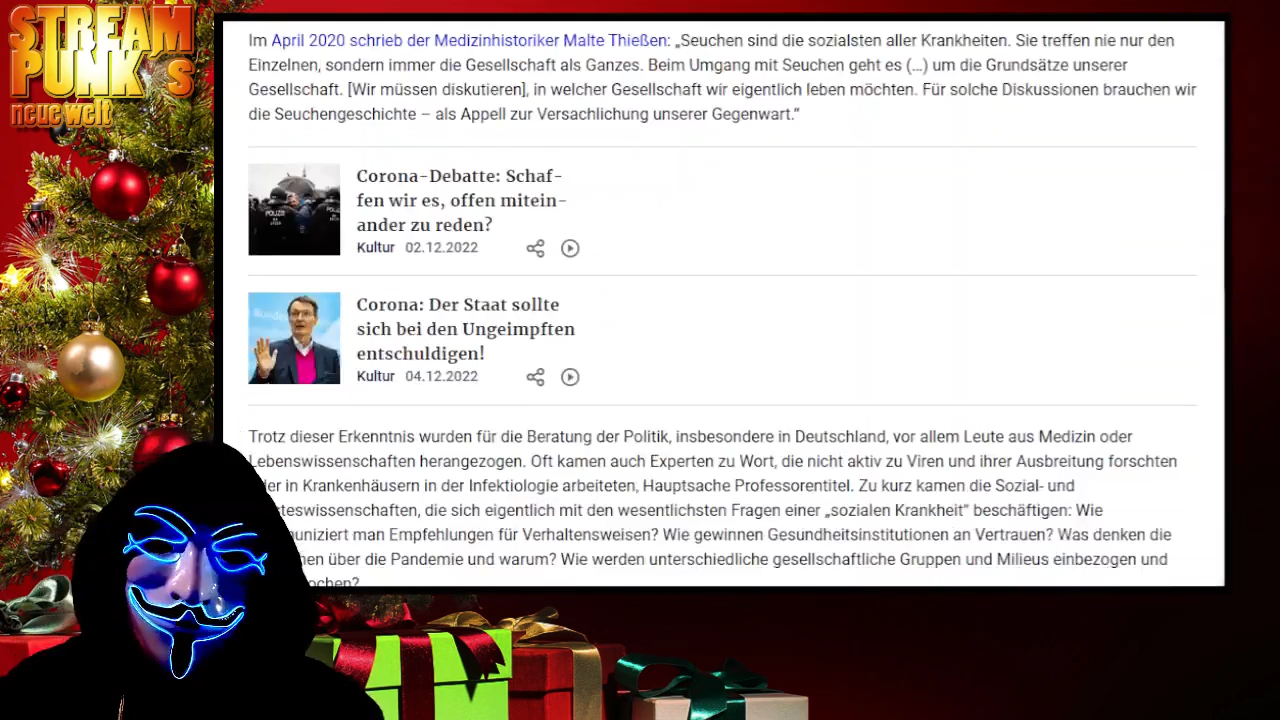 STREAM
PUNK´s
neue welt
Im April 2020 schrieb der Medizinhistoriker Malte Thießen: „Seuchen sind die sozialsten aller Krankheiten. Sie treffen nie nur den
Einzelnen, sondern immer die Gesellschaft als Ganzes. Beim Umgang mit Seuchen geht es (…) um die Grundsätze unserer
Gesellschaft. [Wir müssen diskutieren], in welcher Gesellschaft wir eigentlich leben möchten. Für solche Diskussionen brauchen wir
die Seuchengeschichte – als Appell zur Versachlichung unserer Gegenwart.“
POLIZEI
Corona-Debatte: Schaf-
fen wir es, offen mitein-
ander zu reden?
Kultur 02.12.2022
Corona: Der Staat sollte
sich bei den Ungeimpften
entschuldigen!
Kultur 04.12.2022
Trotz dieser Erkenntnis wurden für die Beratung der Politik, insbesondere in Deutschland, vor allem Leute aus Medizin oder
Lebenswissenschaften herangezogen. Oft kamen auch Experten zu Wort, die nicht aktiv zu Viren und ihrer Ausbreitung forschten
in Krankenhäusern in der Infektiologie arbeiteten, Hauptsache Professorentitel. Zu kurz kamen die Sozial- und
teswissenschaften, die sich eigentlich mit den wesentlichsten Fragen einer „sozialen Krankheit“ beschäftigen: Wie
uniziert man Empfehlungen für Verhaltensweisen? Wie gewinnen Gesundheitsinstitutionen an Vertrauen? Was denken die
über die Pandemie und warum? Wie werden unterschiedliche gesellschaftliche Gruppen und Milieus einbezogen und
ochen?